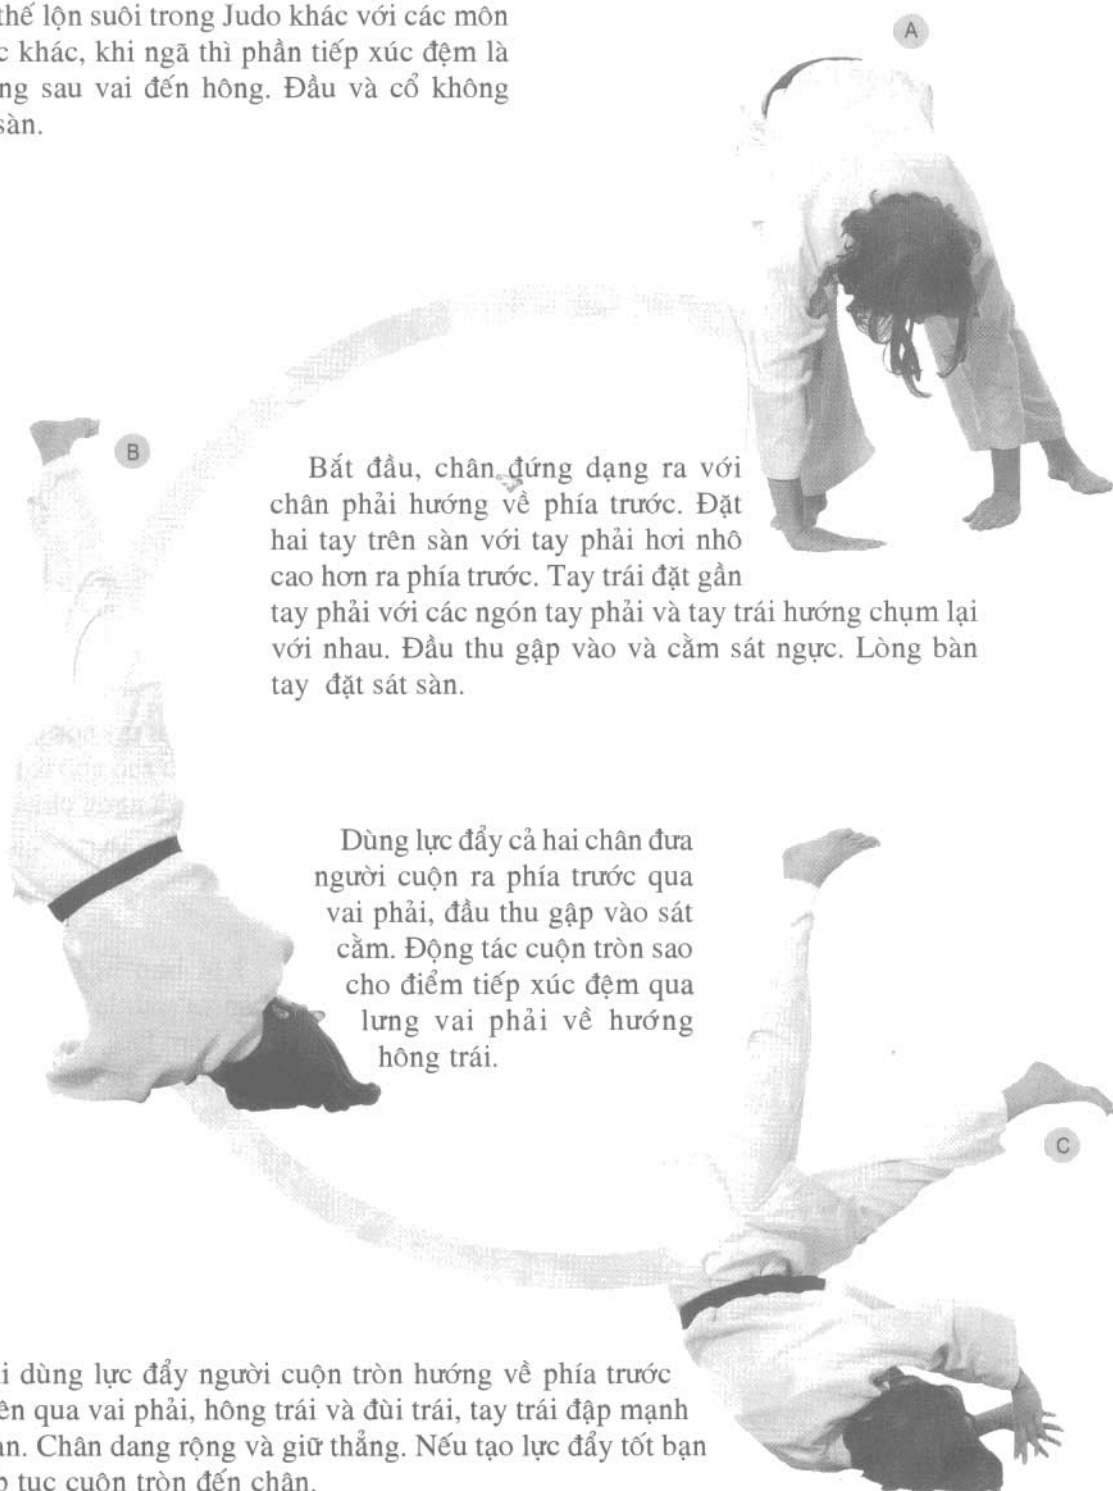 thế lộn suôi trong Judo khác với các môn
khác, khi ngã thì phần tiếp xúc đệm là
sau vai đến hông. Đầu và cổ không
sàn.
A
B
Bắt đầu, chân đứng dạng ra với
chân phải hướng về phía trước. Đặt
hai tay trên sàn với tay phải hơi nhô
cao hơn ra phía trước. Tay trái đặt gần
tay phải với các ngón tay phải và tay trái hướng chụm lại
với nhau. Đầu thu gập vào và cằm sát ngực. Lòng bàn
tay đặt sát sàn.
Dùng lực đẩy cả hai chân đưa
người cuộn ra phía trước qua
vai phải, đầu thu gập vào sát
cằm. Động tác cuộn tròn sao
cho điểm tiếp xúc đệm qua
lưng vai phải về hướng
hông trái.
C
dùng lực đẩy người cuộn tròn hướng về phía trước
qua vai phải, hông trái và đùi trái, tay trái đập mạnh
Chân dang rộng và giữ thẳng. Nếu tạo lực đẩy tốt bạn
tục cuộn tròn đến chân.